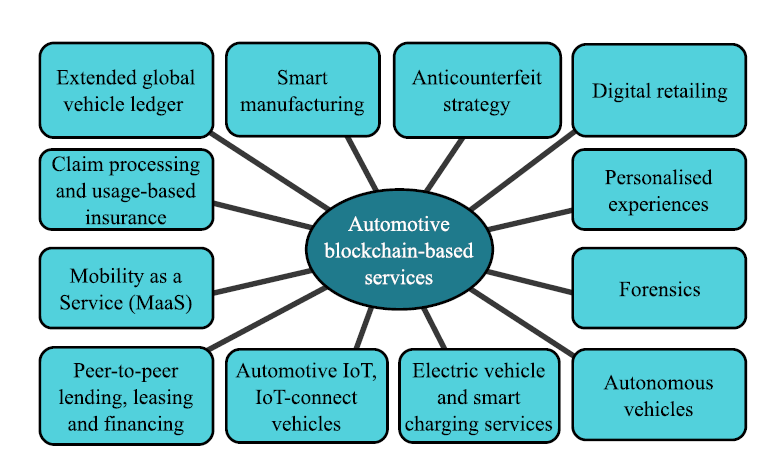 Extended global
vehicle ledger
Smart
manufacturing
Anticounterfeit
strategy
Digital retailing
Claim processing
and usage-based
insurance
Personalised
experiences
Automotive
blockchain-based
services
Mobility as a
Service (MaaS)
Forensics
Peer-to-peer
lending, leasing
and financing
Automotive IoT,
IoT-connect
vehicles
Electric vehicle
and smart
charging services
Autonomous
vehicles